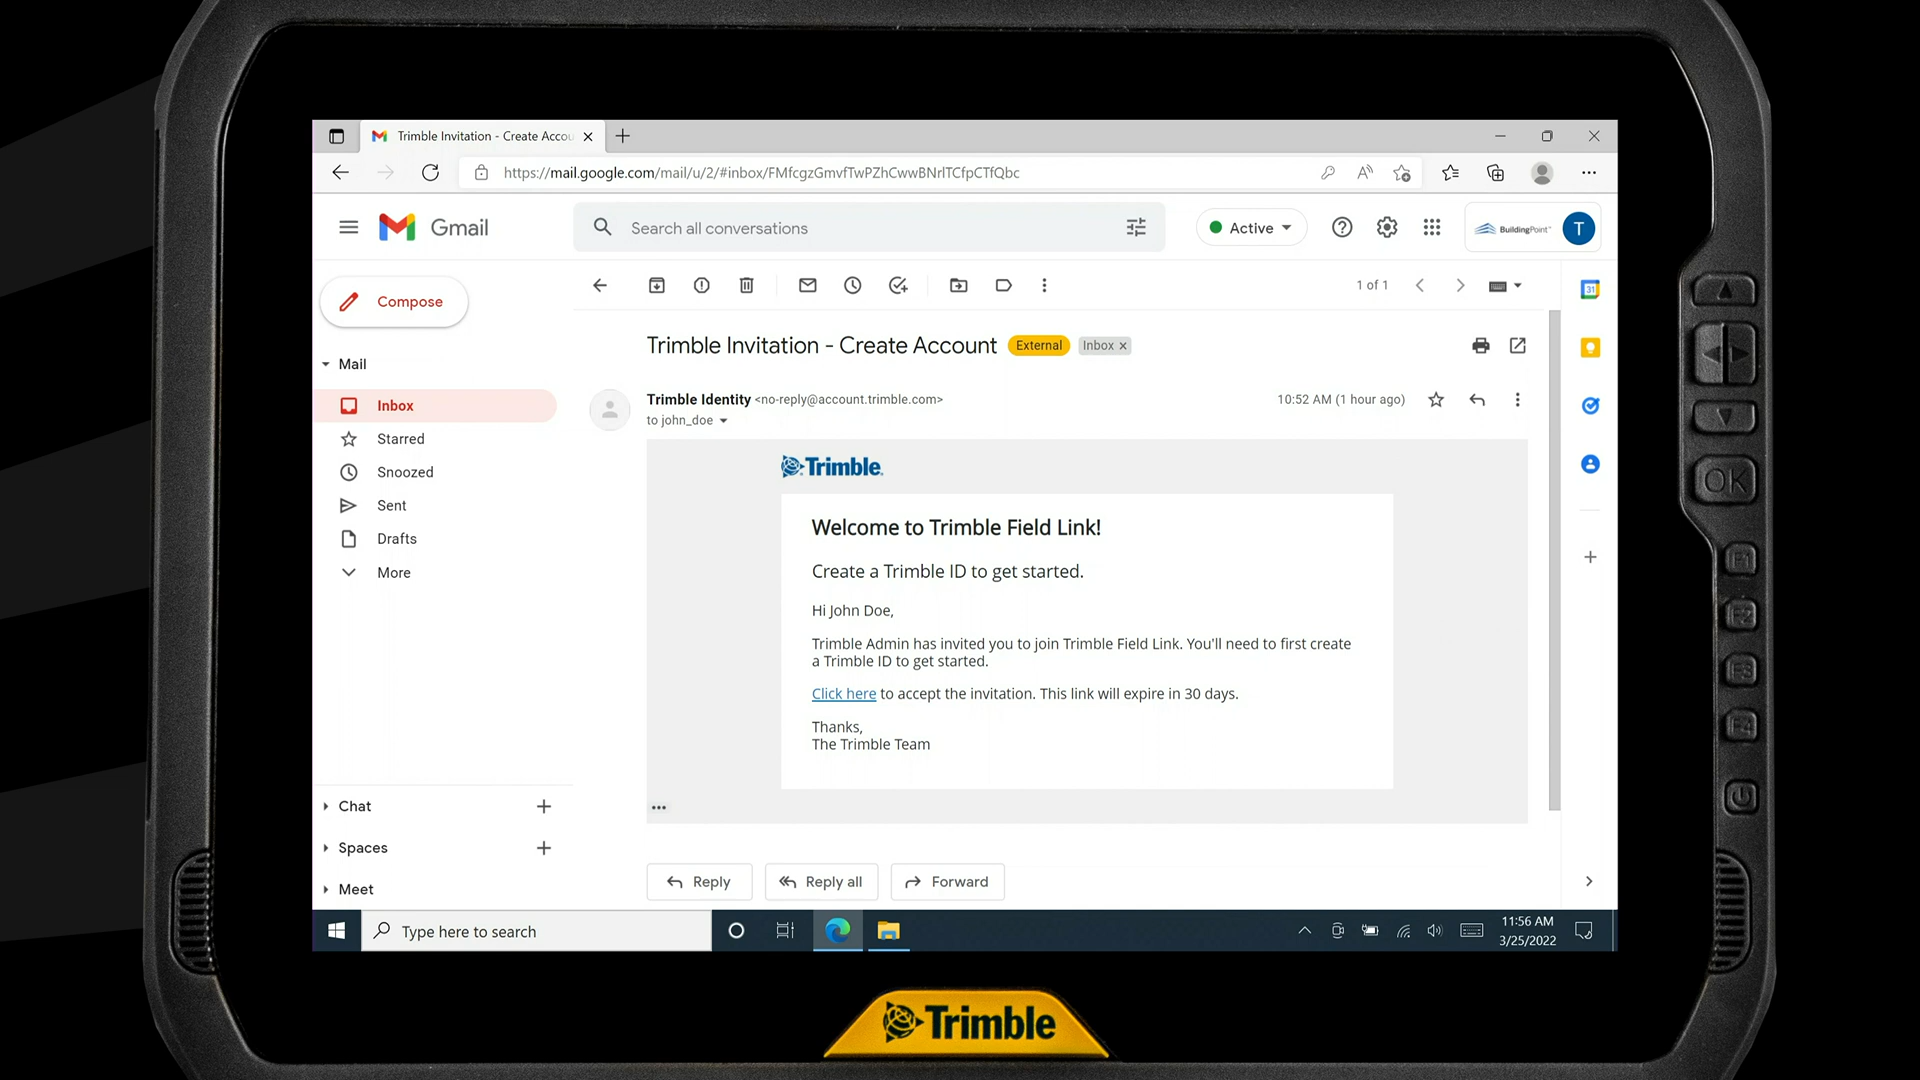 Trimble Invitation - Create Accou
https://mail.google.com/mail/u/2/#inbox/FMfcgzGmvfTwPZhCwwBNrlTCfpCTfQbc
Gmail
Search all conversations
Active
BuildingPoint
T
Compose
1 of 1
31
Mail
Trimble Invitation - Create Account
External
Inbox
Inbox
Trimble Identity <no-reply@account.trimble.com>
10:52 AM (1 hour ago)
to john_doe
Starred
Snoozed
Sent
Drafts
More
Trimble
Welcome to Trimble Field Link!
Create a Trimble ID to get started.
Hi John Doe,
Trimble Admin has invited you to join Trimble Field Link. You'll need to first create
a Trimble ID to get started.
Click here to accept the invitation. This link will expire in 30 days.
Thanks,
The Trimble Team
Chat
Spaces
Meet
Reply
Reply all
Forward
Type here to search
11:56 AM
3/25/2022
OK
F1
F2
F3
F4
Trimble